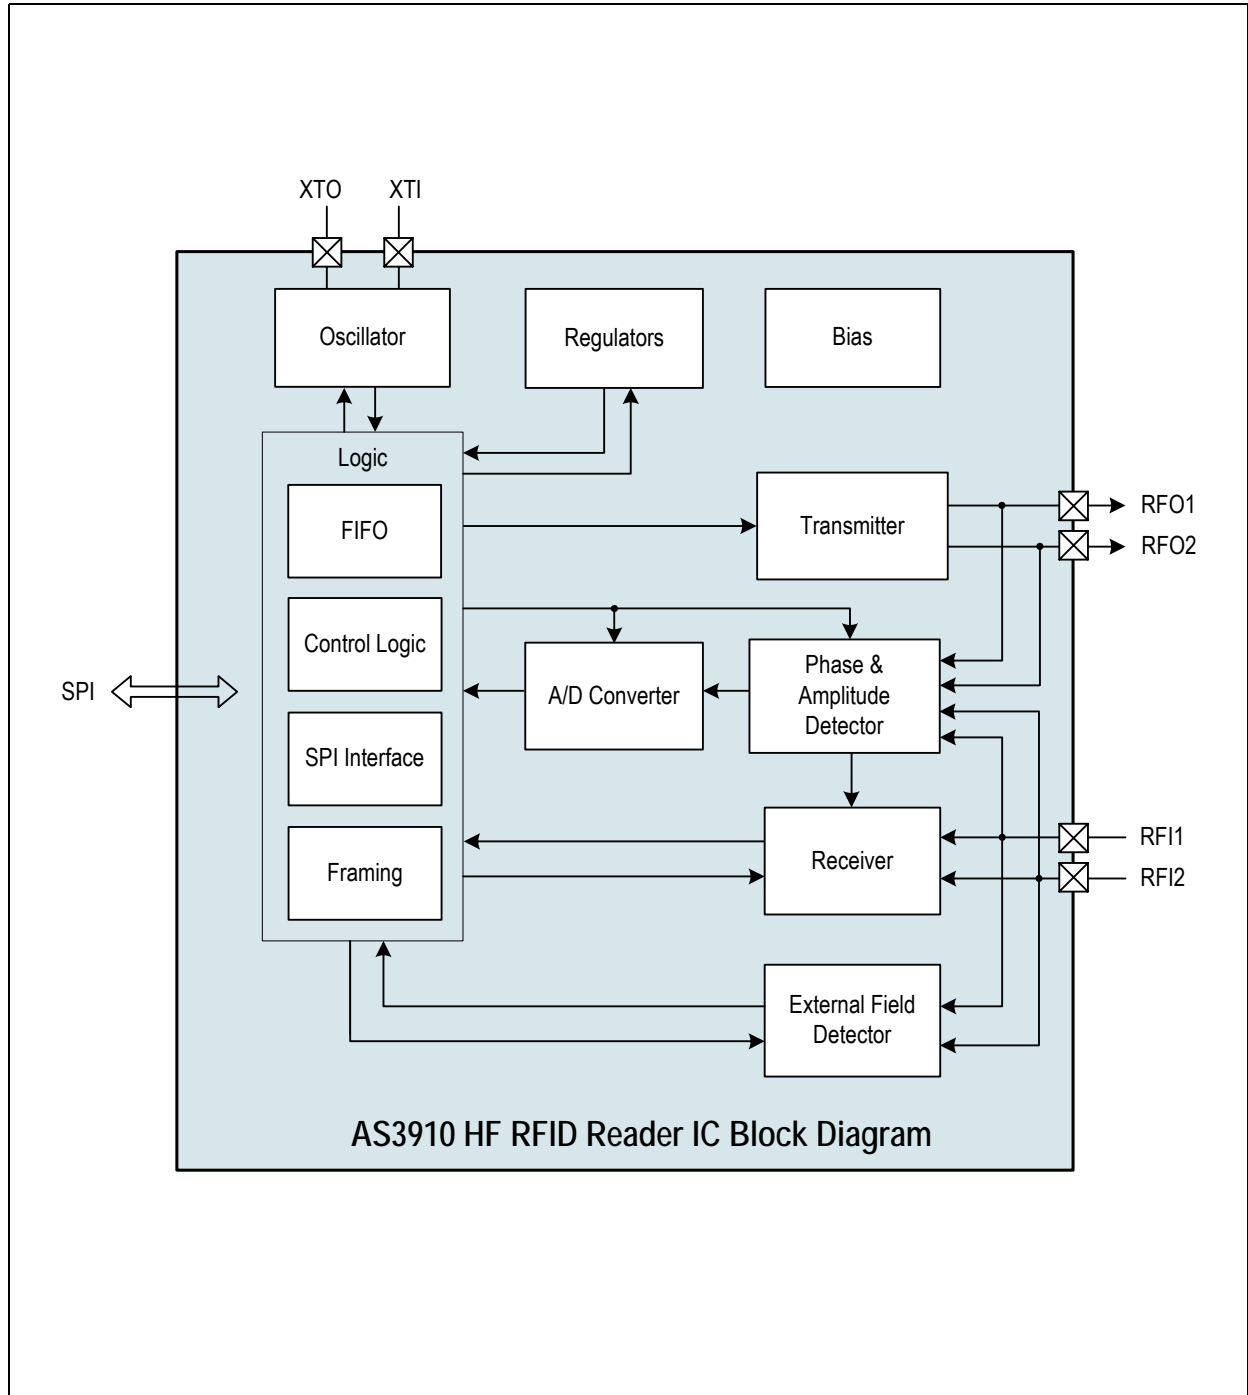 XTO
XTI
Oscillator
Regulators
Bias
Logic
FIFO
Transmitter
RFO1
RFO2
Control Logic
A/D Converter
Phase &
Amplitude
Detector
SPI
SPI Interface
Framing
Receiver
RFI1
RFI2
External Field
Detector
AS3910 HF RFID Reader IC Block Diagram